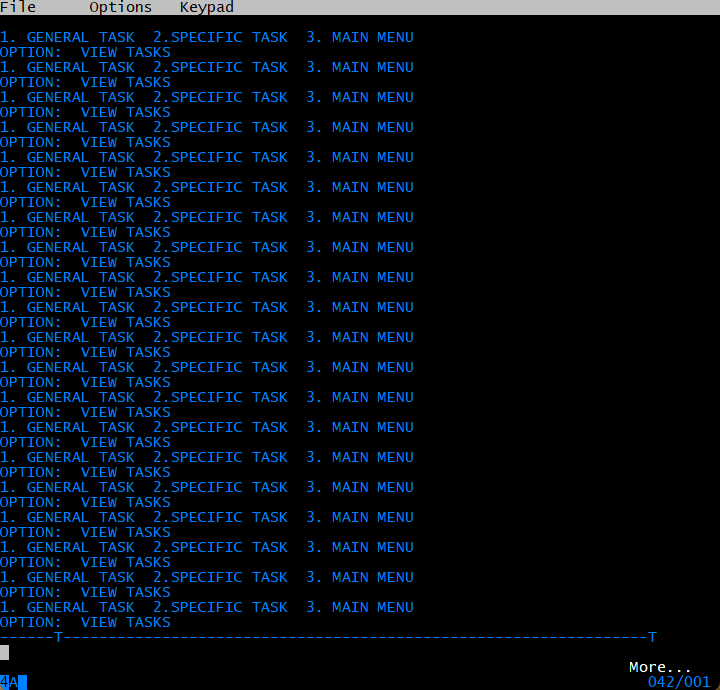 File Options Keypad
1. GENERAL TASK 2.SPECIFIC TASK 3. MAIN MENU
OPTION: VIEW TASKS
1. GENERAL TASK 2.SPECIFIC TASK 3. MAIN MENU
OPTION: VIEW TASKS
1. GENERAL TASK 2.SPECIFIC TASK 3. MAIN MENU
OPTION: VIEW TASKS
1. GENERAL TASK 2.SPECIFIC TASK 3. MAIN MENU
OPTION: VIEW TASKS
1. GENERAL TASK 2.SPECIFIC TASK 3. MAIN MENU
OPTION: VIEW TASKS
1. GENERAL TASK 2.SPECIFIC TASK 3. MAIN MENU
OPTION: VIEW TASKS
1. GENERAL TASK 2.SPECIFIC TASK 3. MAIN MENU
OPTION: VIEW TASKS
1. GENERAL TASK 2.SPECIFIC TASK 3. MAIN MENU
OPTION: VIEW TASKS
1. GENERAL TASK 2.SPECIFIC TASK 3. MAIN MENU
OPTION: VIEW TASKS
1. GENERAL TASK 2.SPECIFIC TASK 3. MAIN MENU
OPTION: VIEW TASKS
1. GENERAL TASK 2.SPECIFIC TASK 3. MAIN MENU
OPTION: VIEW TASKS
1. GENERAL TASK 2.SPECIFIC TASK 3. MAIN MENU
OPTION: VIEW TASKS
1. GENERAL TASK 2.SPECIFIC TASK 3. MAIN MENU
OPTION: VIEW TASKS
1. GENERAL TASK 2.SPECIFIC TASK 3. MAIN MENU
OPTION: VIEW TASKS
1. GENERAL TASK 2.SPECIFIC TASK 3. MAIN MENU
OPTION: VIEW TASKS
1. GENERAL TASK 2.SPECIFIC TASK 3. MAIN MENU
OPTION: VIEW TASKS
1. GENERAL TASK 2.SPECIFIC TASK 3. MAIN MENU
OPTION: VIEW TASKS
1. GENERAL TASK 2.SPECIFIC TASK 3. MAIN MENU
OPTION: VIEW TASKS
1. GENERAL TASK 2.SPECIFIC TASK 3. MAIN MENU
OPTION: VIEW TASKS
1. GENERAL TASK 2.SPECIFIC TASK 3. MAIN MENU
OPTION: VIEW TASKS
------T-----------------------------------------------------------------T
More...
4A 042/001